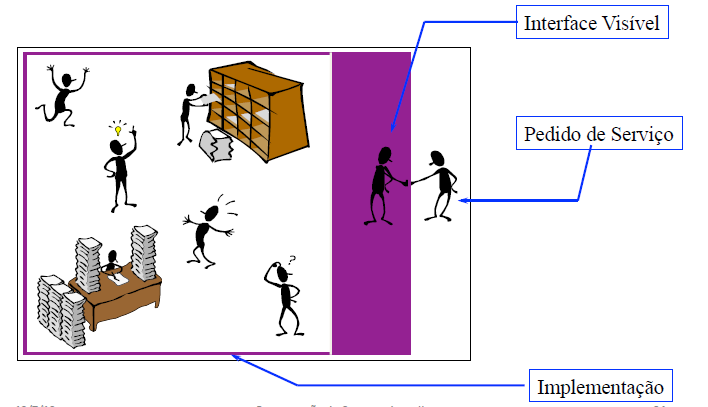 Interface Visível
Pedido de Serviço
?
Implementação